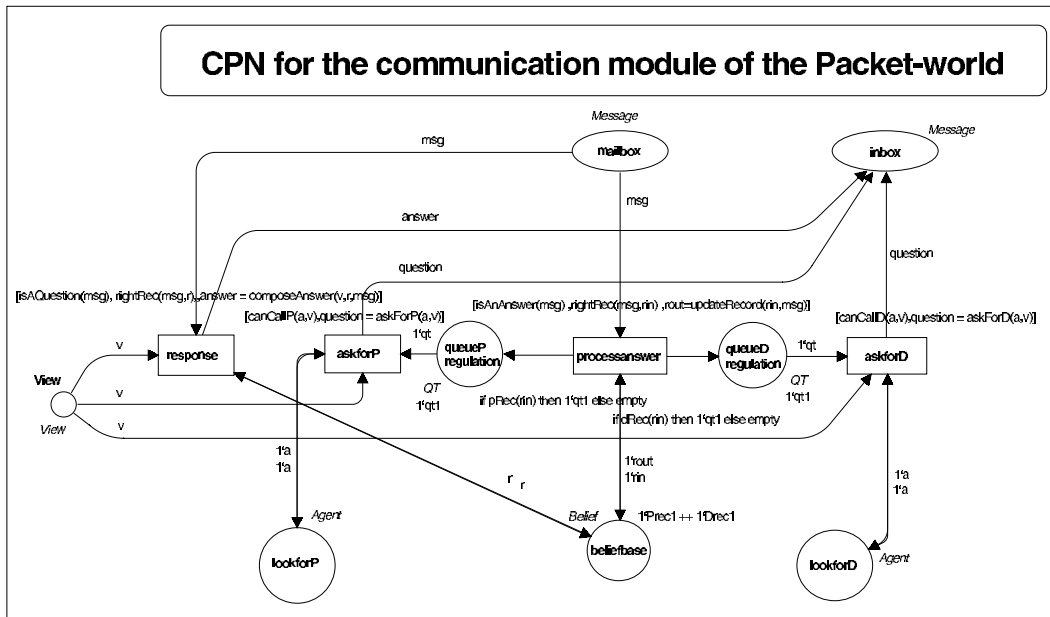 CPN for the communication module of the Packet-world
Message
mailbox
Message
inbox
msg
msg
answer
question
question
[isAQuestion(msg), rightRec(msg,r), answer = composeAnswer(v,r,msg)]
[isAnAnswer(msg) ,rightRec(msg,rin) ,rout=updateRecord(rin,msg)]
[canCallP(a,v),question = askForP(a,v)]
[canCallD(a,v),question = askForD(a,v)]
v
response
askforP
1`qt
queueP
regulation
processanswer
queueD
regulation
1`qt
askforD
View
v
QT
1`qt1
QT
1`qt1
if pRec(rin) then 1`qt1 else empty
if dRec(rin) then 1`qt1 else empty
View
v
1`a
1`a
r
r
1`rout
1`rin
1`a
1`a
Agent
Belief
1`Prec1 ++ 1`Drec1
lookforP
beliefbase
lookforD
Agent